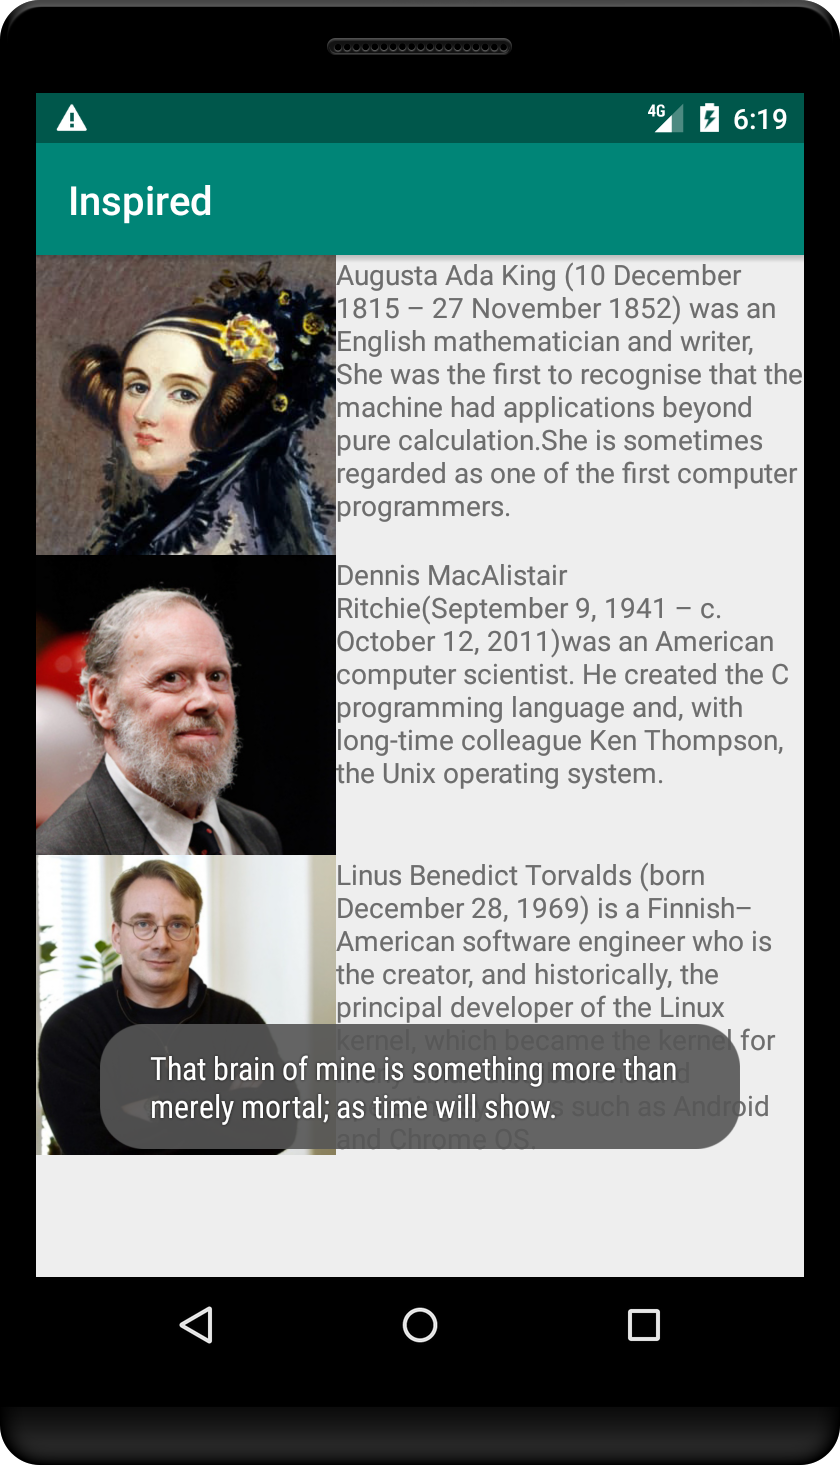 4G 6:19
Inspired
Augusta Ada King (10 December
1815 – 27 November 1852) was an
English mathematician and writer,
She was the first to recognise that the
machine had applications beyond
pure calculation.She is sometimes
regarded as one of the first computer
programmers.
Dennis MacAlistair
Ritchie(September 9, 1941 – c.
October 12, 2011)was an American
computer scientist. He created the C
programming language and, with
long-time colleague Ken Thompson,
the Unix operating system.
Linus Benedict Torvalds (born
December 28, 1969) is a Finnish–
American software engineer who is
the creator, and historically, the
principal developer of the Linux
kernel, which became the kernel for
such as Android
and Chrome OS.
That brain of mine is something more than
merely mortal; as time will show.